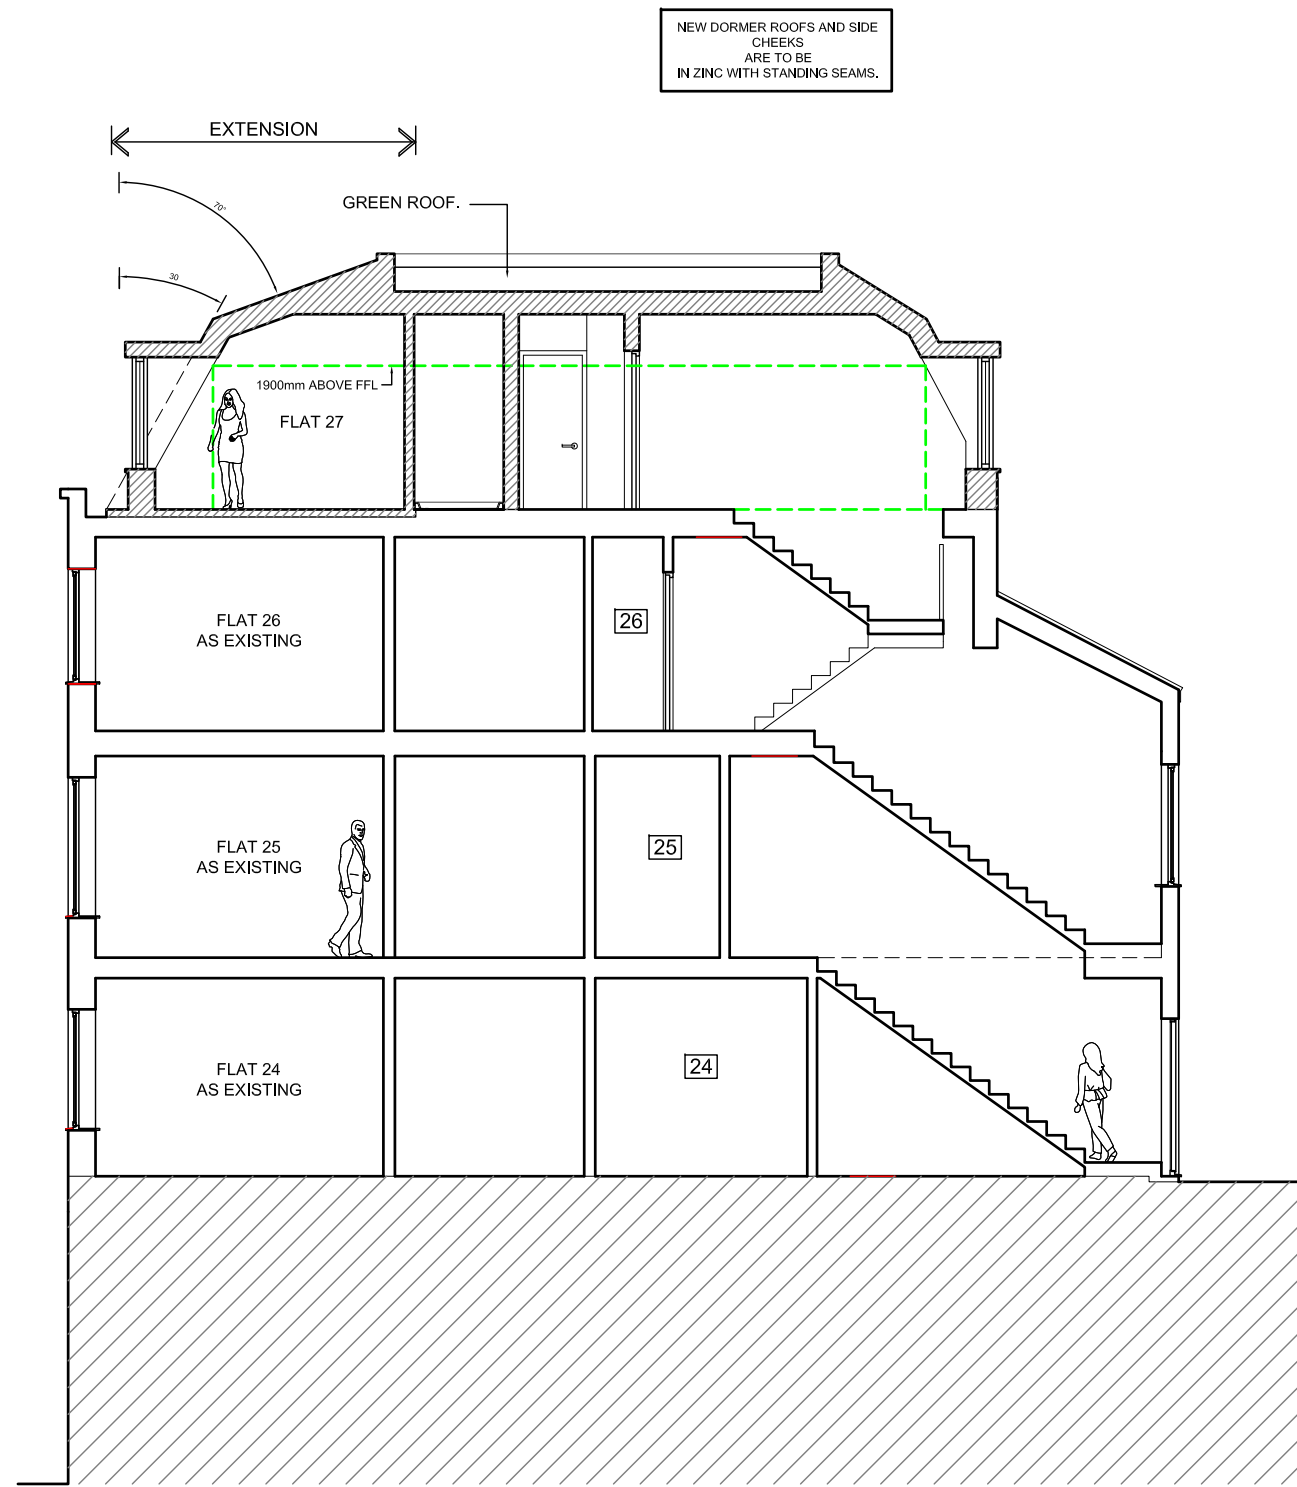 NEW DORMER ROOFS AND SIDE
CHEEKS
ARE TO BE
IN ZINC WITH STANDING SEAMS.
EXTENSION
70°
GREEN ROOF.
30
1900mm ABOVE FFL
FLAT 27
FLAT 26
AS EXISTING
26
FLAT 25
AS EXISTING
25
FLAT 24
AS EXISTING
24